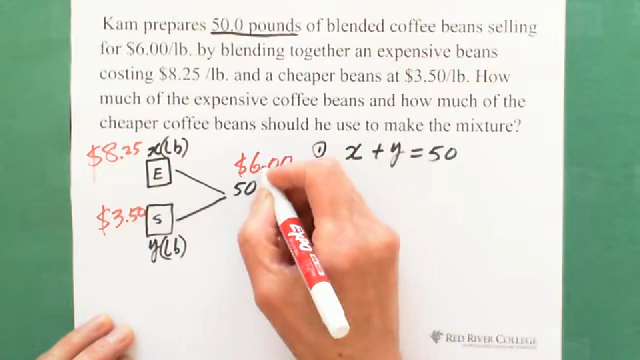 Kam prepares 50.0 pounds of blended coffee beans selling
for $6.00/lb. by blending together an expensive beans
costing $8.25 /lb. and a cheaper beans at $3.50/lb. How
much of the expensive coffee beans and how much of the
cheaper coffee beans should he use to make the mixture?
$8.25 x(Lb)
E
$3.50 S
y(Lb)
$6.00
50
① x + y = 50
EXPO
RED RIVER COLLEGE